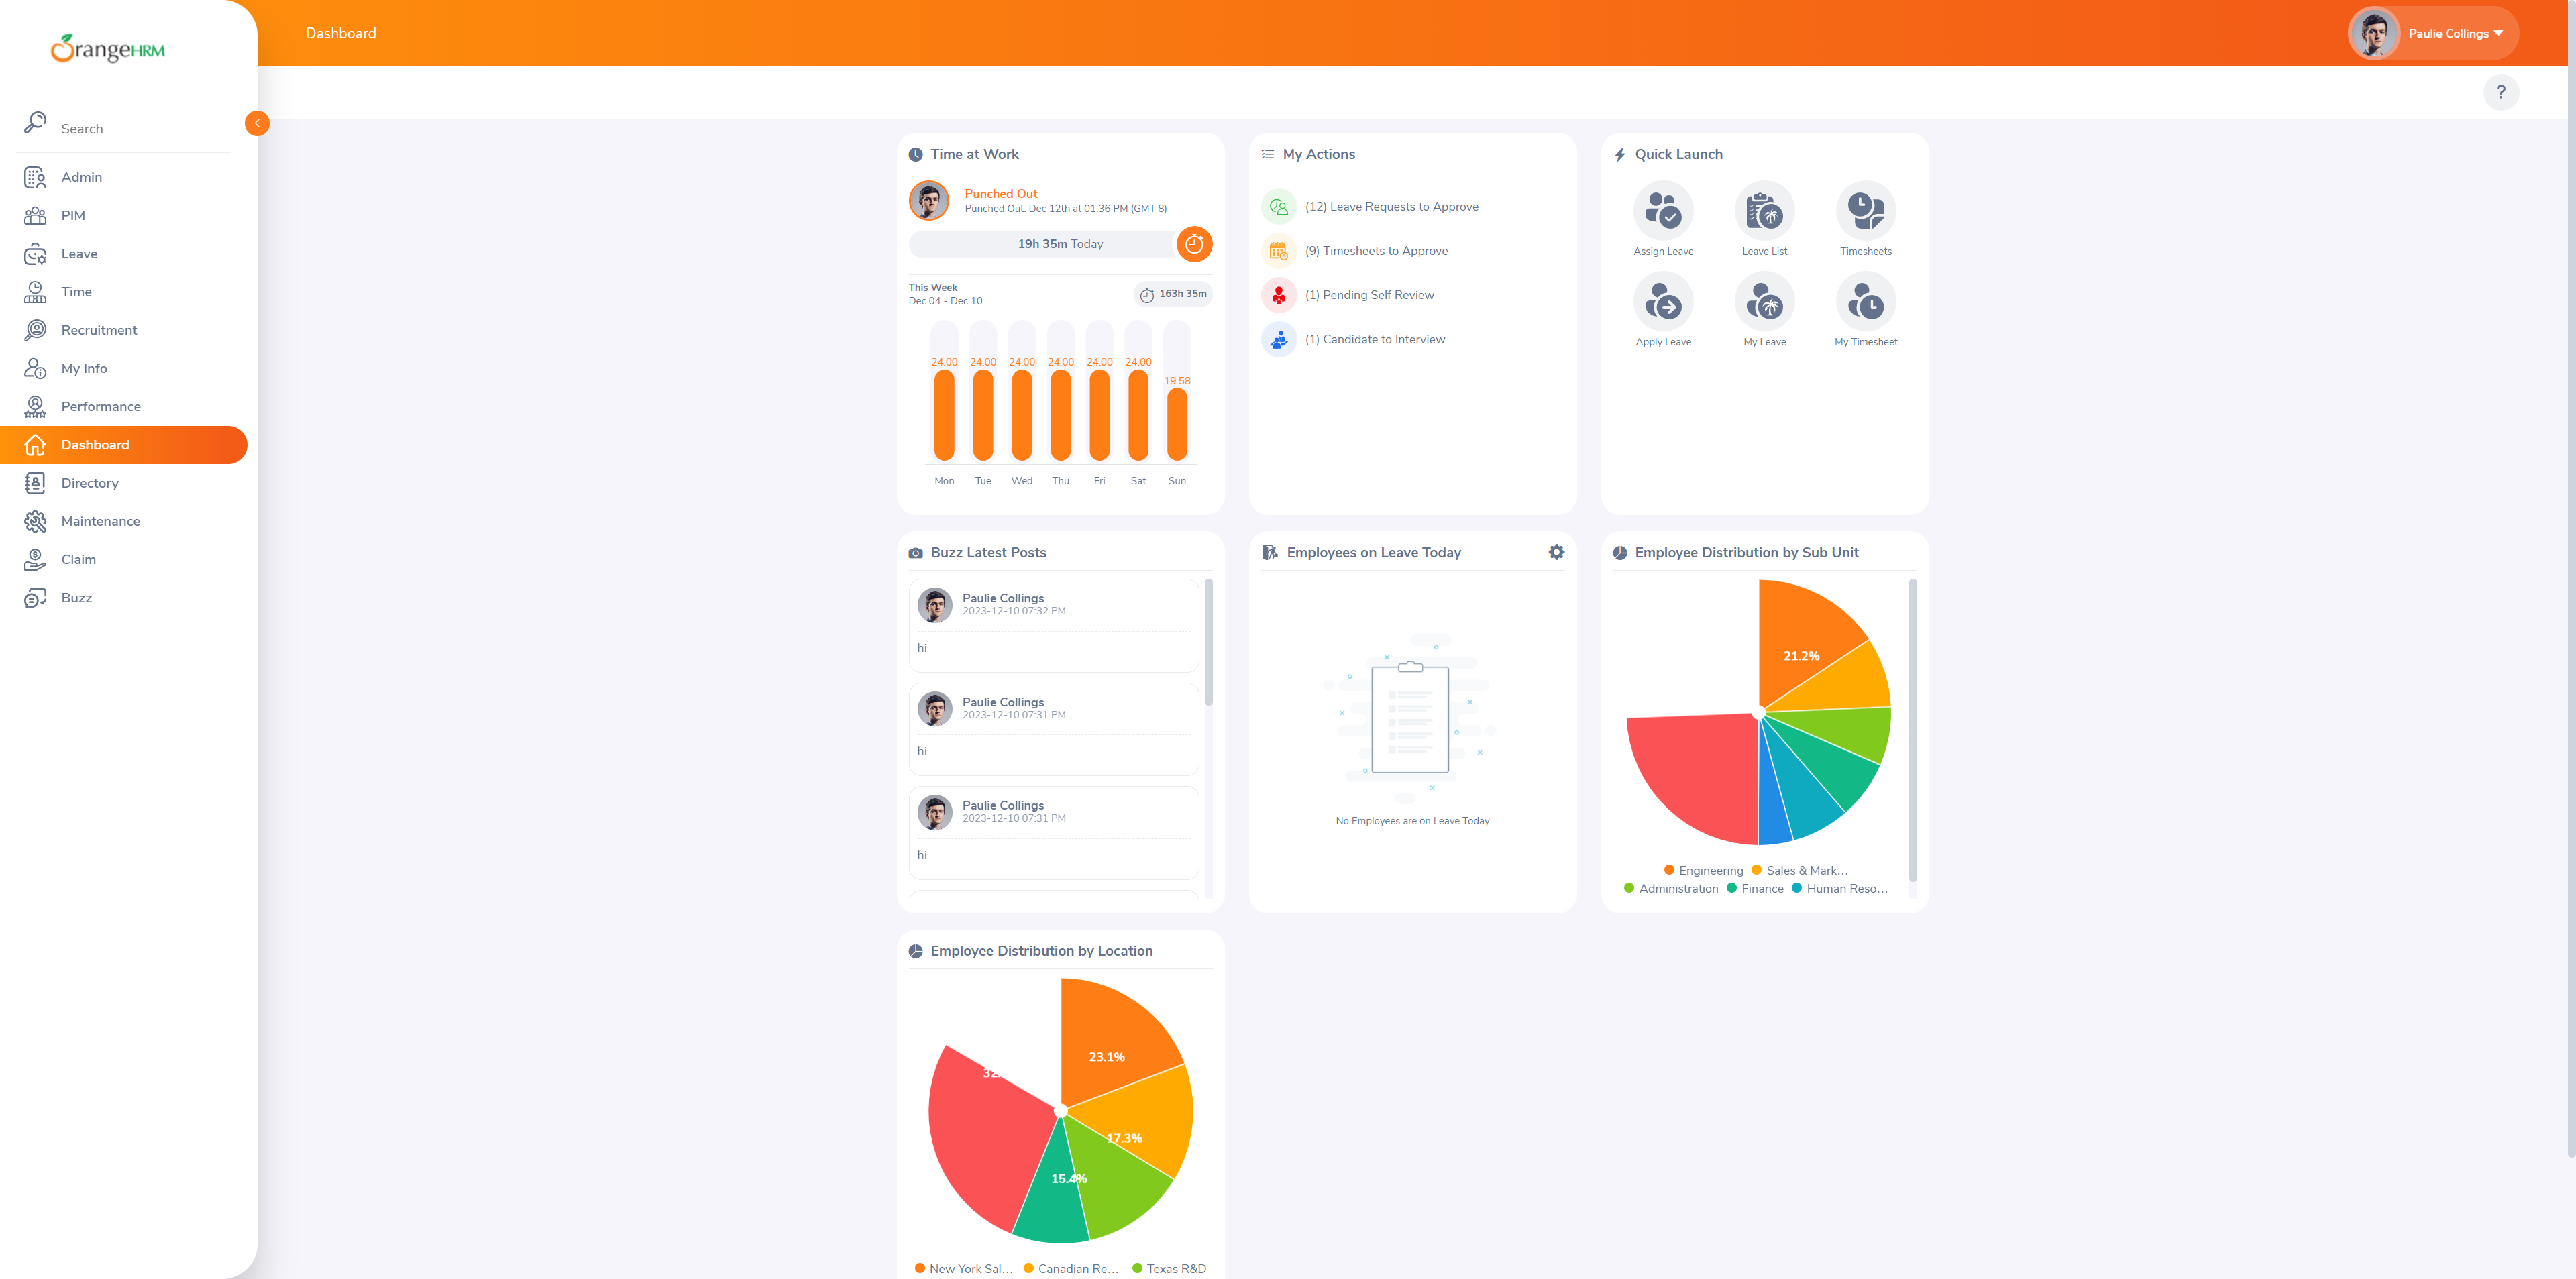 OrangeHRM
Dashboard
Paulie Collings
?
Search
Admin
PIM
Leave
Time
Recruitment
My Info
Performance
Dashboard
Directory
Maintenance
Claim
Buzz
Time at Work
Punched Out
Punched Out: Dec 12th at 01:36 PM (GMT 8)
19h 35m Today
This Week
Dec 04 - Dec 10
163h 35m
24.00 24.00 24.00 24.00 24.00 24.00 19.58
Mon Tue Wed Thu Fri Sat Sun
My Actions
(12) Leave Requests to Approve
(9) Timesheets to Approve
(1) Pending Self Review
(1) Candidate to Interview
Quick Launch
Assign Leave Leave List Timesheets
Apply Leave My Leave My Timesheet
Buzz Latest Posts
Paulie Collings
2023-12-10 07:32 PM
hi
Paulie Collings
2023-12-10 07:31 PM
hi
Paulie Collings
2023-12-10 07:31 PM
hi
Employees on Leave Today
No Employees are on Leave Today
Employee Distribution by Sub Unit
21.2%
Engineering Sales & Mark...
Administration Finance Human Reso...
Employee Distribution by Location
23.1%
17.3%
15.4%
New York Sal... Canadian Re... Texas R&D